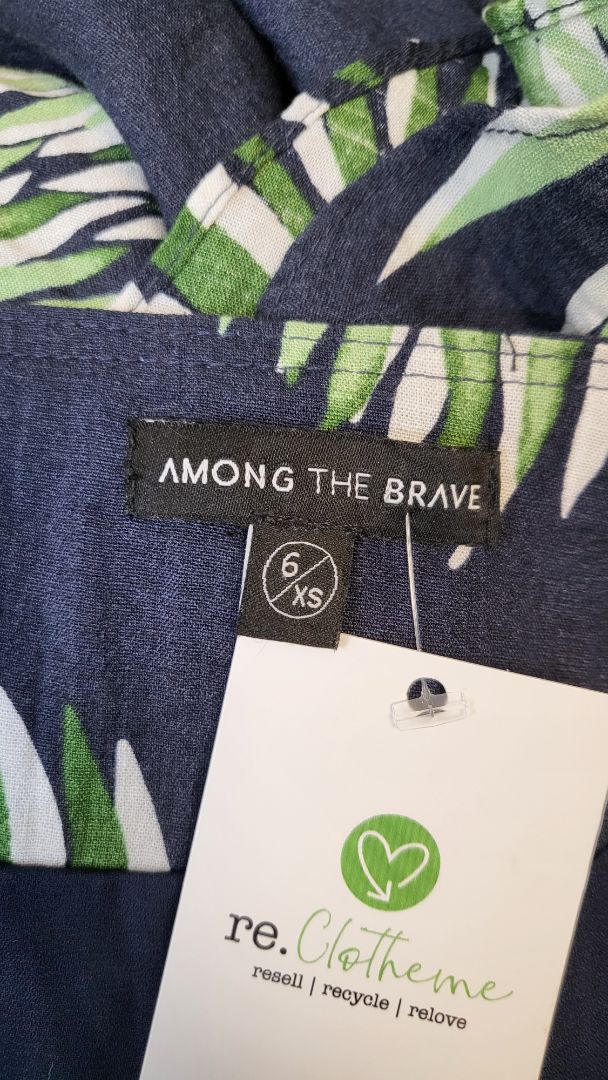 AMONG THE BRAVE
6/XS
re.Clotheme
resell | recycle | relove